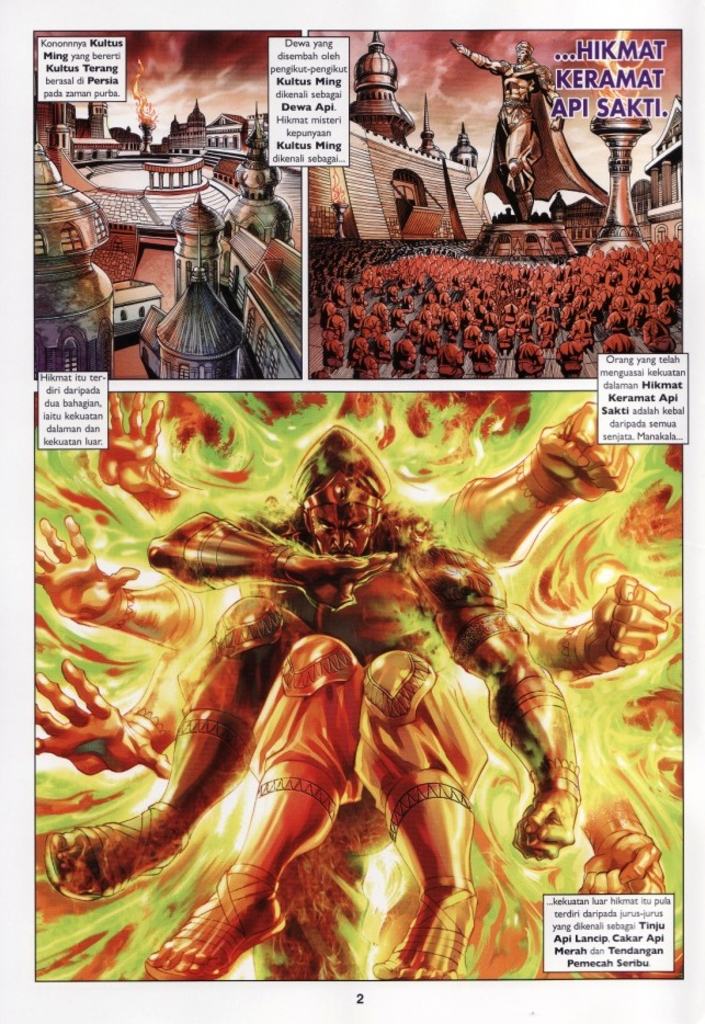 Kononnnya Kultus
Ming yang bererti
Kultus Terang
berasal di Persia
pada zaman purba.
Dewa yang
disembah oleh
pengikut-pengikut
Kultus Ming
dikenali sebagai
Dewa Api.
Hikmat misteri
kepunyaan
Kultus Ming
dikenali sebagai...
...HIKMAT
KERAMAT
API SAKTI.
Hikmat itu ter-
diri daripada
dua bahagian,
iaitu kekuatan
dalaman dan
kekuatan luar.
Orang yang telah
menguasai kekuatan
dalaman Hikmat
Keramat Api
Sakti adalah kebal
daripada semua
senjata. Manakala...
...kekuatan luar hikmat itu pula
terdiri daripada jurus-jurus
yang dikenali sebagai Tinju
Api Lancip, Cakar Api
Merah dan Tendangan
Pemecah Seribu.
2